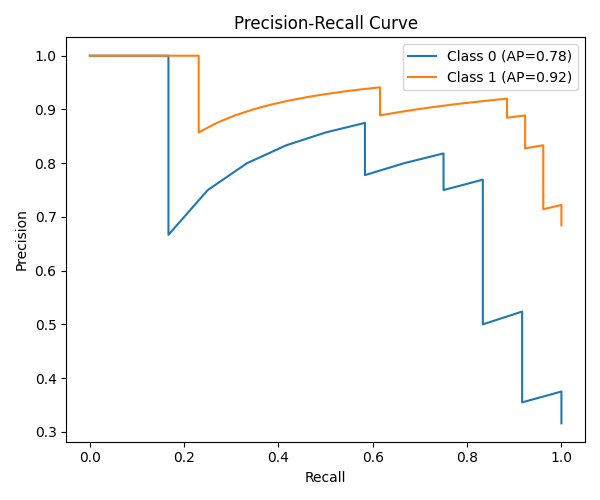 Precision-Recall Curve
Class 0 (AP=0.78)
Class 1 (AP=0.92)
Precision
1.0
0.9
0.8
0.7
0.6
0.5
0.4
0.3
0.0 0.2 0.4 0.6 0.8 1.0
Recall